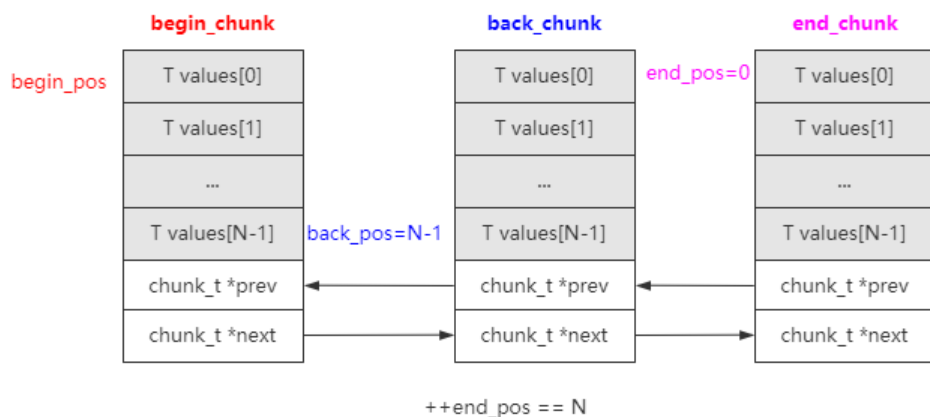 begin_chunk back_chunk end_chunk
begin_pos T values[0] T values[0] end_pos=0 T values[0]
T values[1] T values[1] T values[1]
... ... ...
T values[N-1] back_pos=N-1 T values[N-1] T values[N-1]
chunk_t *prev chunk_t *prev chunk_t *prev
chunk_t *next chunk_t *next chunk_t *next
++end_pos == N